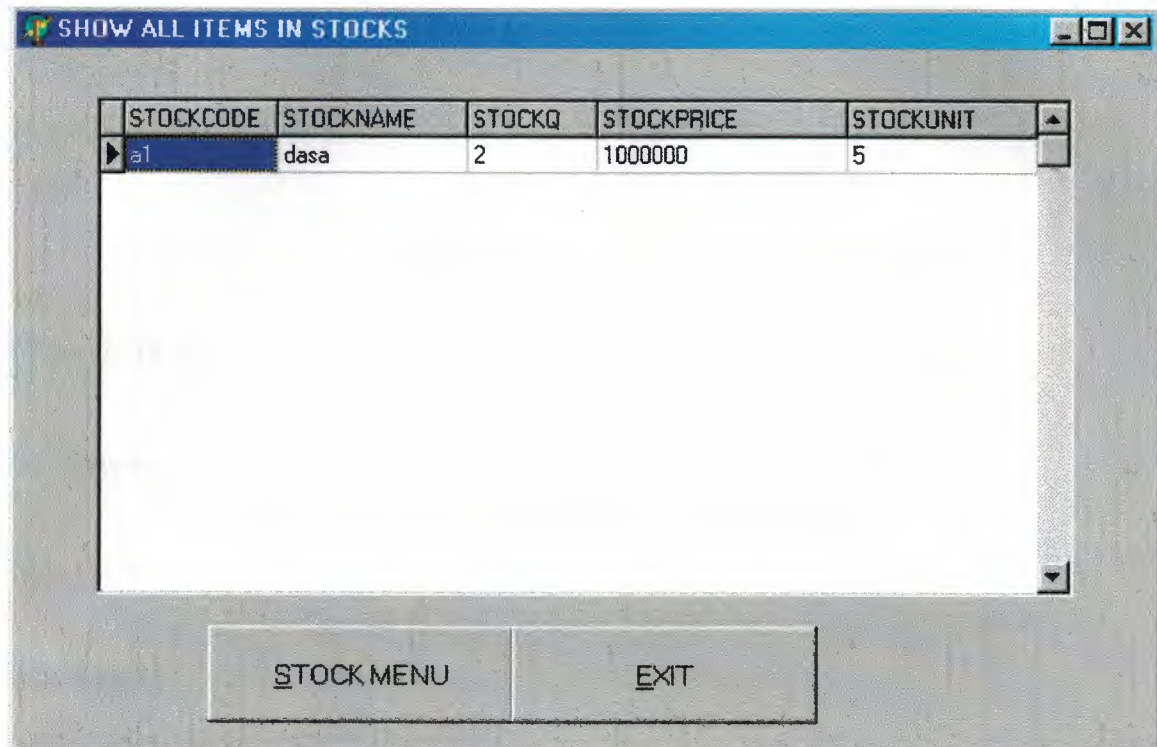 SHOW ALL ITEMS IN STOCKS
STOCKCODE STOCKNAME STOCKQ STOCKPRICE STOCKUNIT
a1 dasa 2 1000000 5
STOCK MENU EXIT